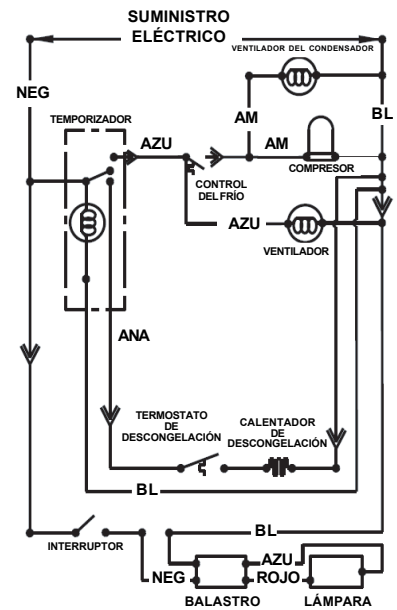 SUMINISTRO
ELÉCTRICO
VENTILADOR DEL CONDENSADOR
NEG
BL
TEMPORIZADOR
AM
AZU
AM
COMPRESOR
CONTROL
DEL FRÍO
AZU
VENTILADOR
ANA
TERMOSTATO
DE
DESCONGELACIÓN
CALENTADOR
DE
DESCONGELACIÓN
BL
BL
INTERRUPTOR
AZU
NEG
ROJO
BALASTRO
LÁMPARA